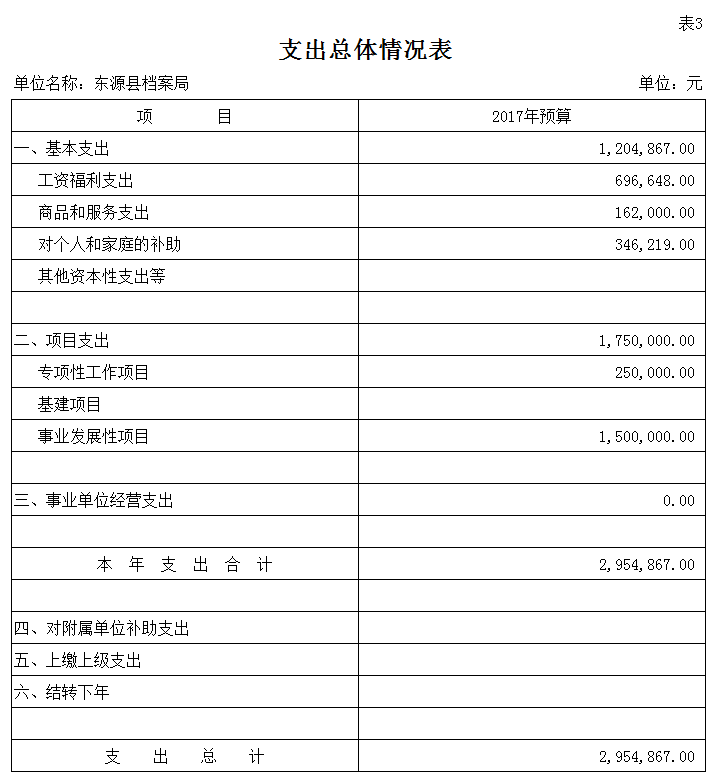 表3
支出总体情况表
单位名称：东源县档案局 单位：元
项 目 2017年预算
一、基本支出 1,204,867.00
工资福利支出 696,648.00
商品和服务支出 162,000.00
对个人和家庭的补助 346,219.00
其他资本性支出等
二、项目支出 1,750,000.00
专项性工作项目 250,000.00
基建项目
事业发展性项目 1,500,000.00
三、事业单位经营支出 0.00
本 年 支 出 合 计 2,954,867.00
四、对附属单位补助支出
五、上缴上级支出
六、结转下年
支 出 总 计 2,954,867.00